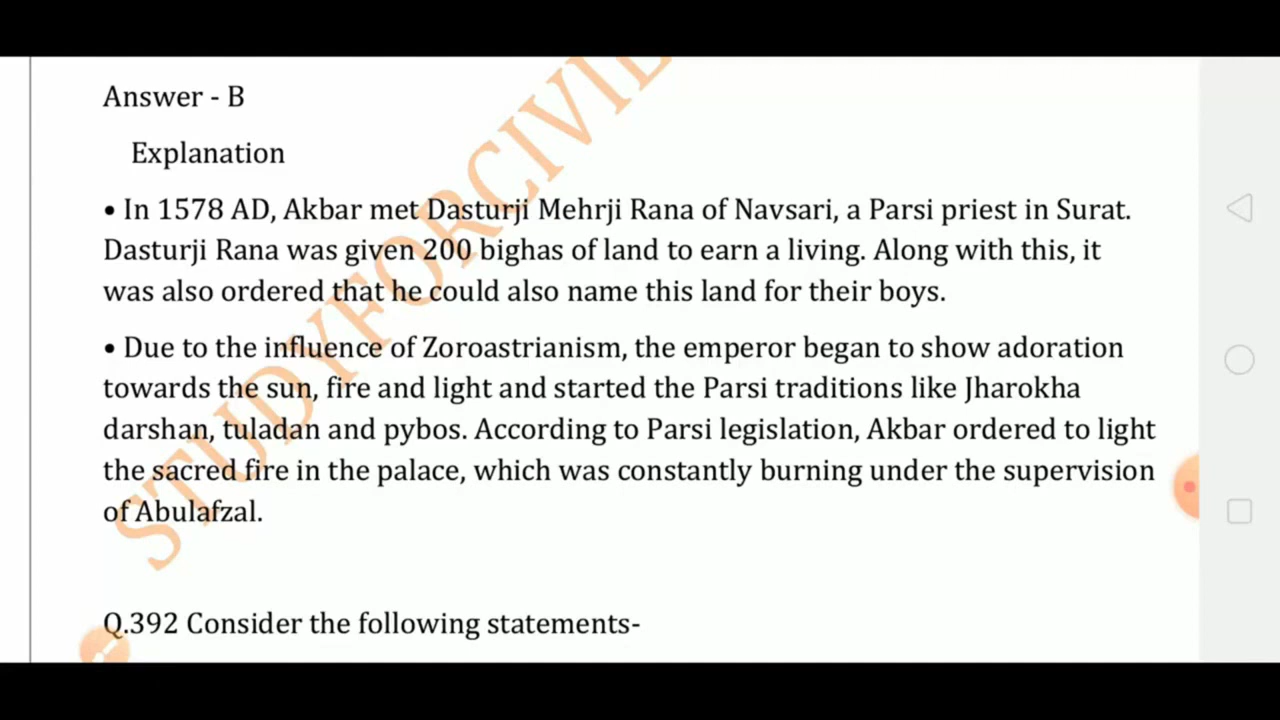 Answer - B
Explanation
• In 1578 AD, Akbar met Dasturji Mehrji Rana of Navsari, a Parsi priest in Surat.
Dasturji Rana was given 200 bighas of land to earn a living. Along with this, it
was also ordered that he could also name this land for their boys.
• Due to the influence of Zoroastrianism, the emperor began to show adoration
towards the sun, fire and light and started the Parsi traditions like Jharokha
darshan, tuladan and pybos. According to Parsi legislation, Akbar ordered to light
the sacred fire in the palace, which was constantly burning under the supervision
of Abulafzal.
Q.392 Consider the following statements-
STUDYFORCIVIL